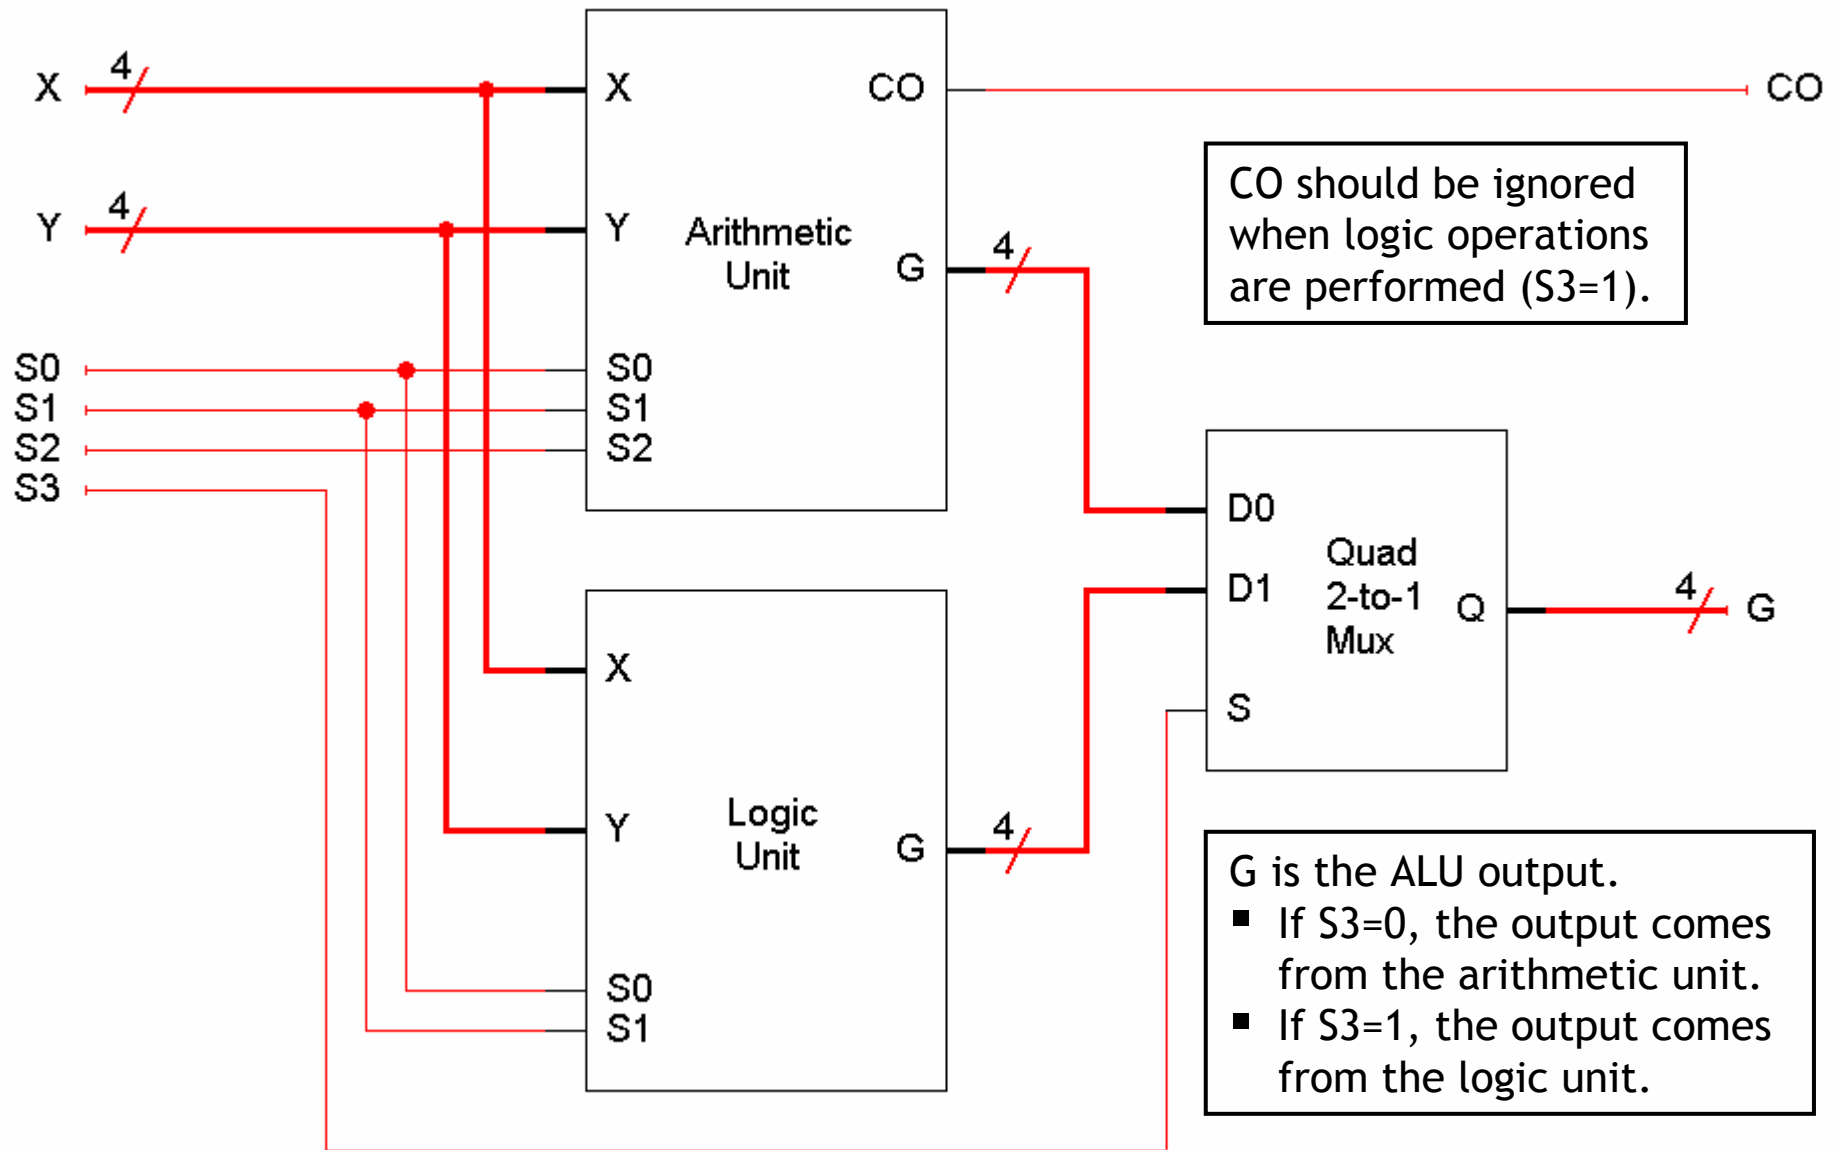 X
4
X
CO
CO
Y
4
Y
Arithmetic
Unit
G
4
CO should be ignored
when logic operations
are performed (S3=1).
S0
S0
S1
S1
S2
S2
S3
D0
D1
Quad
2-to-1
Mux
Q
4
G
S
X
Y
Logic
Unit
G
4
S0
S1
G is the ALU output.
▪ If S3=0, the output comes
from the arithmetic unit.
▪ If S3=1, the output comes
from the logic unit.